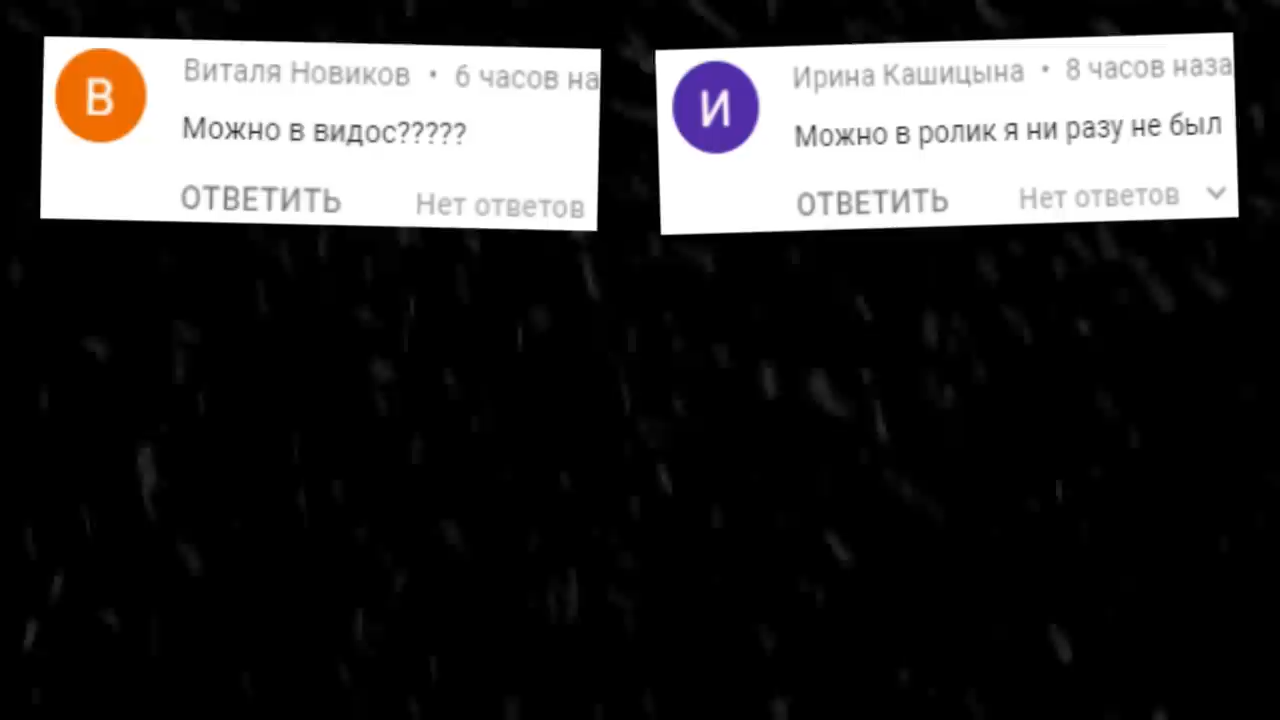 В
Виталя Новиков • 6 часов на
Можно в видос?????
ОТВЕТИТЬ Нет ответов
И
Ирина Кашицына • 8 часов наза
Можно в ролик я ни разу не был
ОТВЕТИТЬ Нет ответов